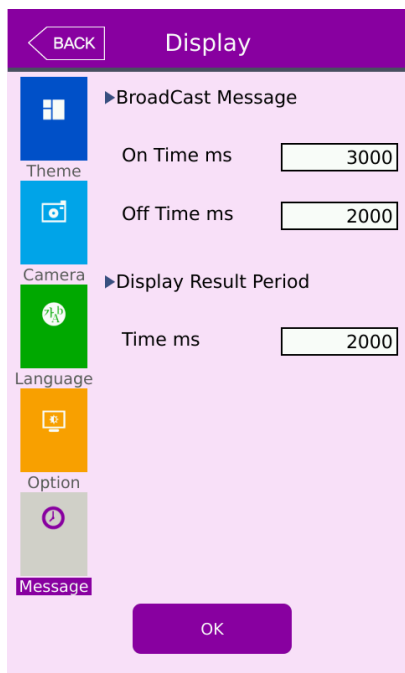 BACK
Display
Theme
Camera
Language
Option
Message
▶BroadCast Message
On Time ms 3000
Off Time ms 2000
▶Display Result Period
Time ms 2000
OK